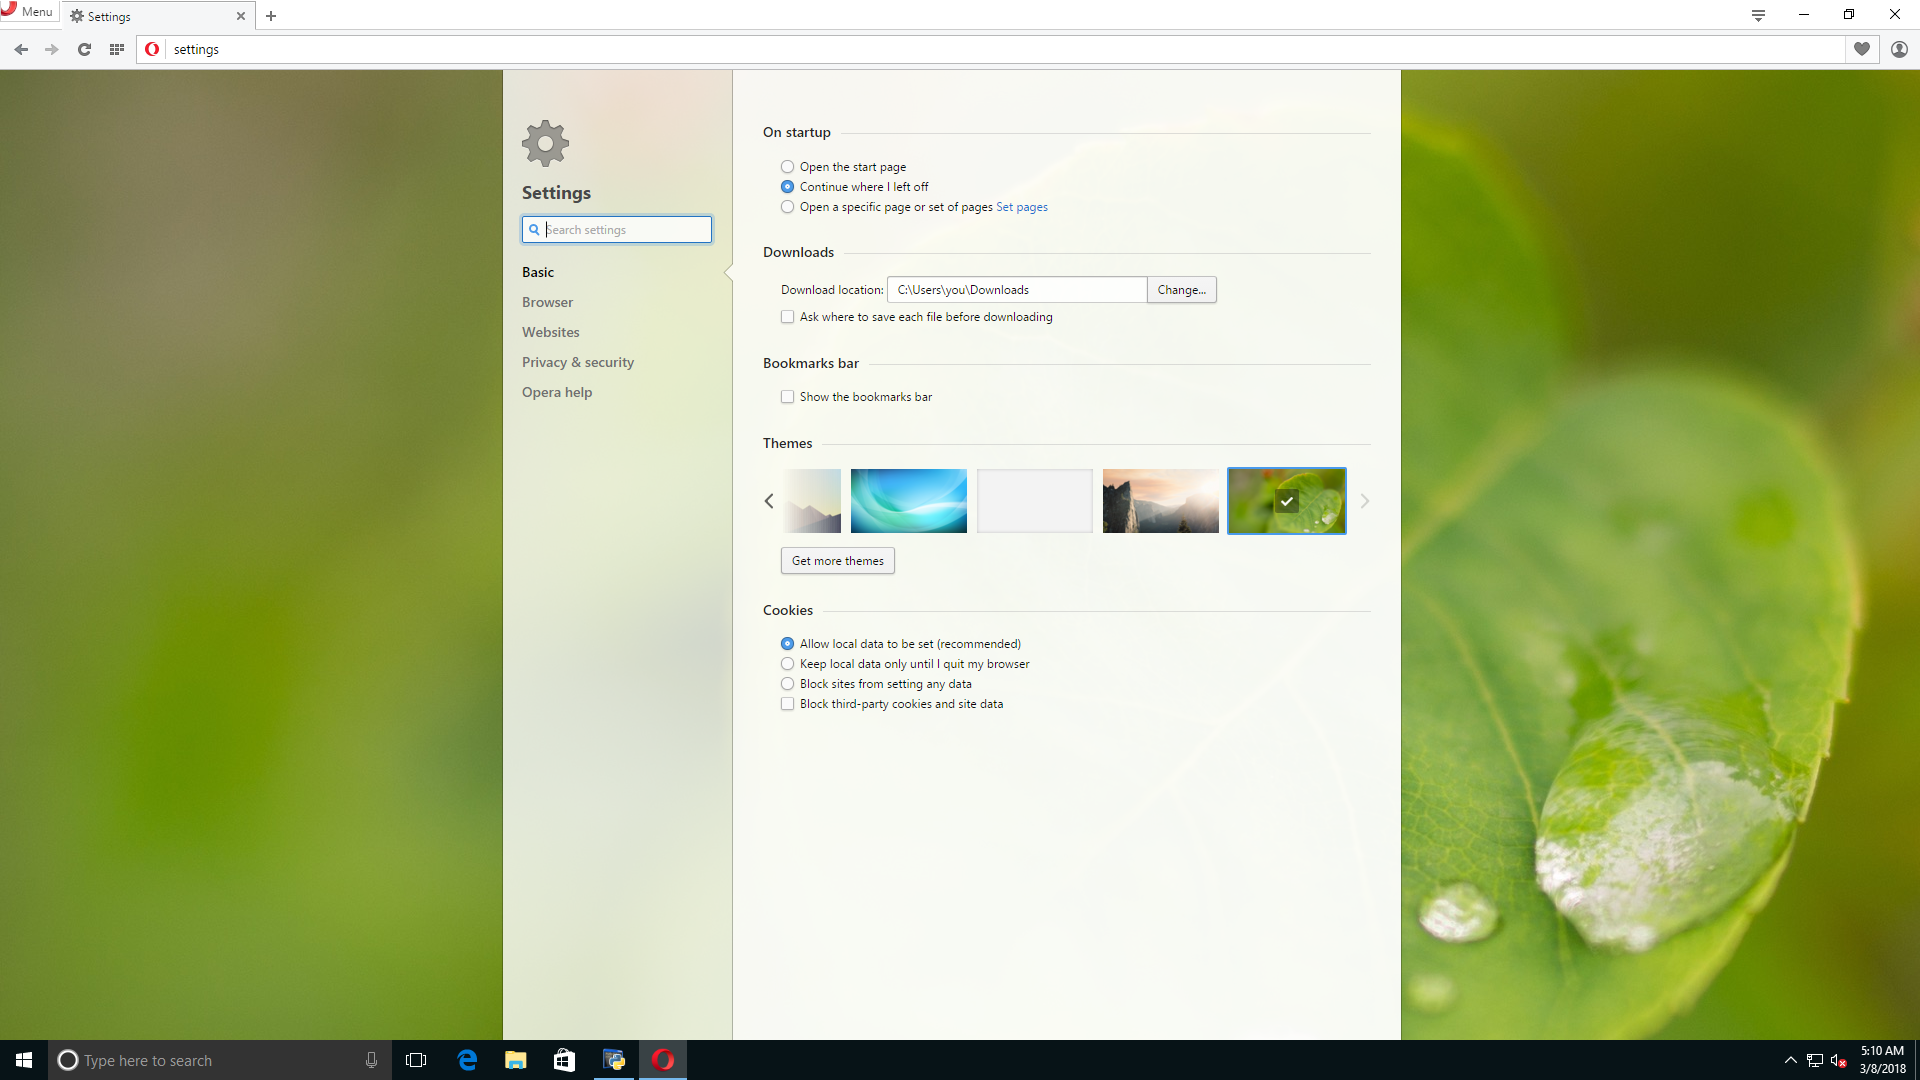 Menu
Settings
settings
Settings
Search settings
Basic
Browser
Websites
Privacy & security
Opera help
On startup
Open the start page
Continue where I left off
Open a specific page or set of pages Set pages
Downloads
Download location: C:\Users\you\Downloads Change...
Ask where to save each file before downloading
Bookmarks bar
Show the bookmarks bar
Themes
Get more themes
Cookies
Allow local data to be set (recommended)
Keep local data only until I quit my browser
Block sites from setting any data
Block third-party cookies and site data
Type here to search
5:10 AM
3/8/2018